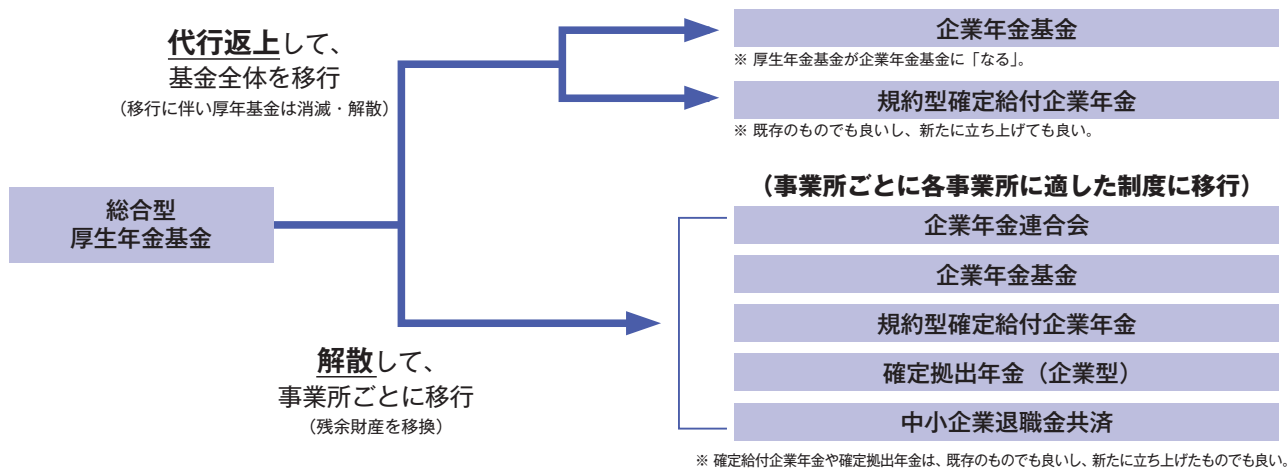 代行返上して、
基金全体を移行
（移行に伴い厚年基金は消滅・解散）
企業年金基金
※ 厚生年金基金が企業年金基金に「なる」。
規約型確定給付企業年金
※ 既存のものでも良いし、新たに立ち上げても良い。
総合型
厚生年金基金
（事業所ごとに各事業所に適した制度に移行）
企業年金連合会
企業年金基金
規約型確定給付企業年金
確定拠出年金（企業型）
中小企業退職金共済
解散して、
事業所ごとに移行
（残余財産を移換）
※ 確定給付企業年金や確定拠出年金は、既存のものでも良いし、新たに立ち上げたものでも良い。